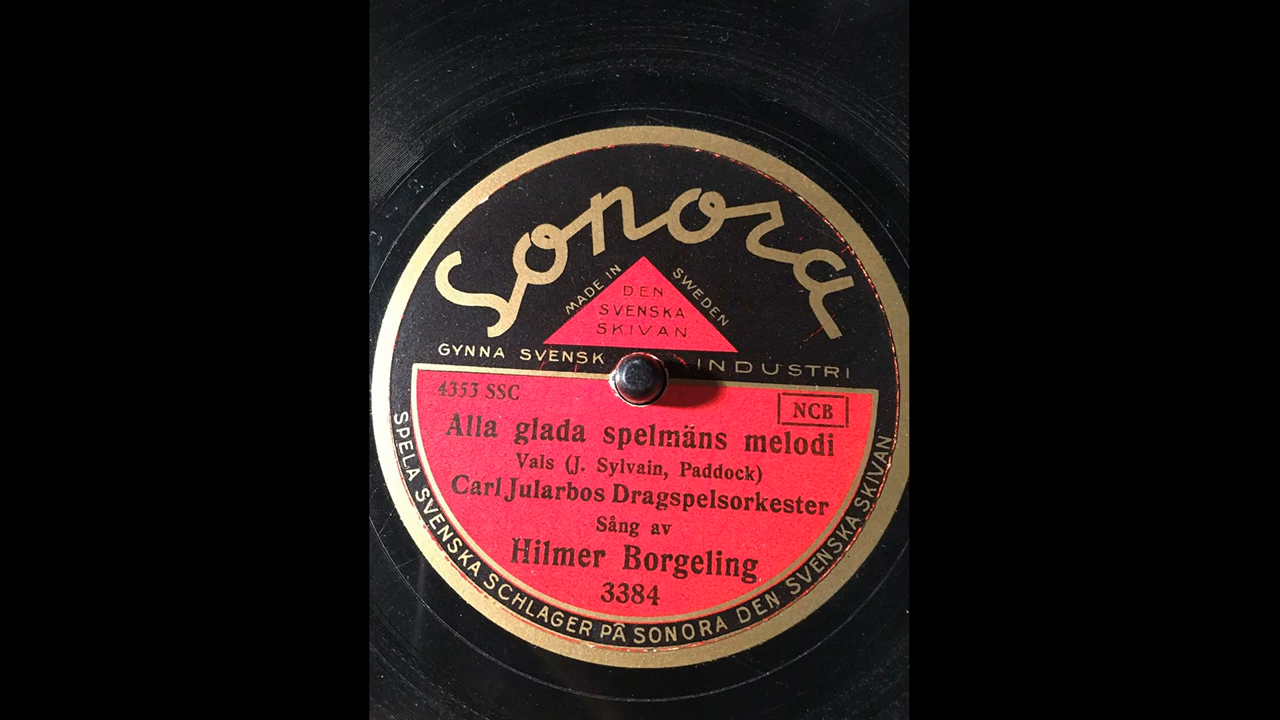 Sonora
MADE IN SWEDEN
DEN
SVENSKA
SKIVAN
GYNNA SVENSK INDUSTRI
4353 SSC
NCB
Alla glada spelmäns melodi
Vals (J. Sylvain, Paddock)
Carl Jularbos Dragspelsorkester
Sång av
Hilmer Borgeling
3384
SPELA SVENSKA SCHLAGER PÅ SONORA DEN SVENSKA SKIVAN